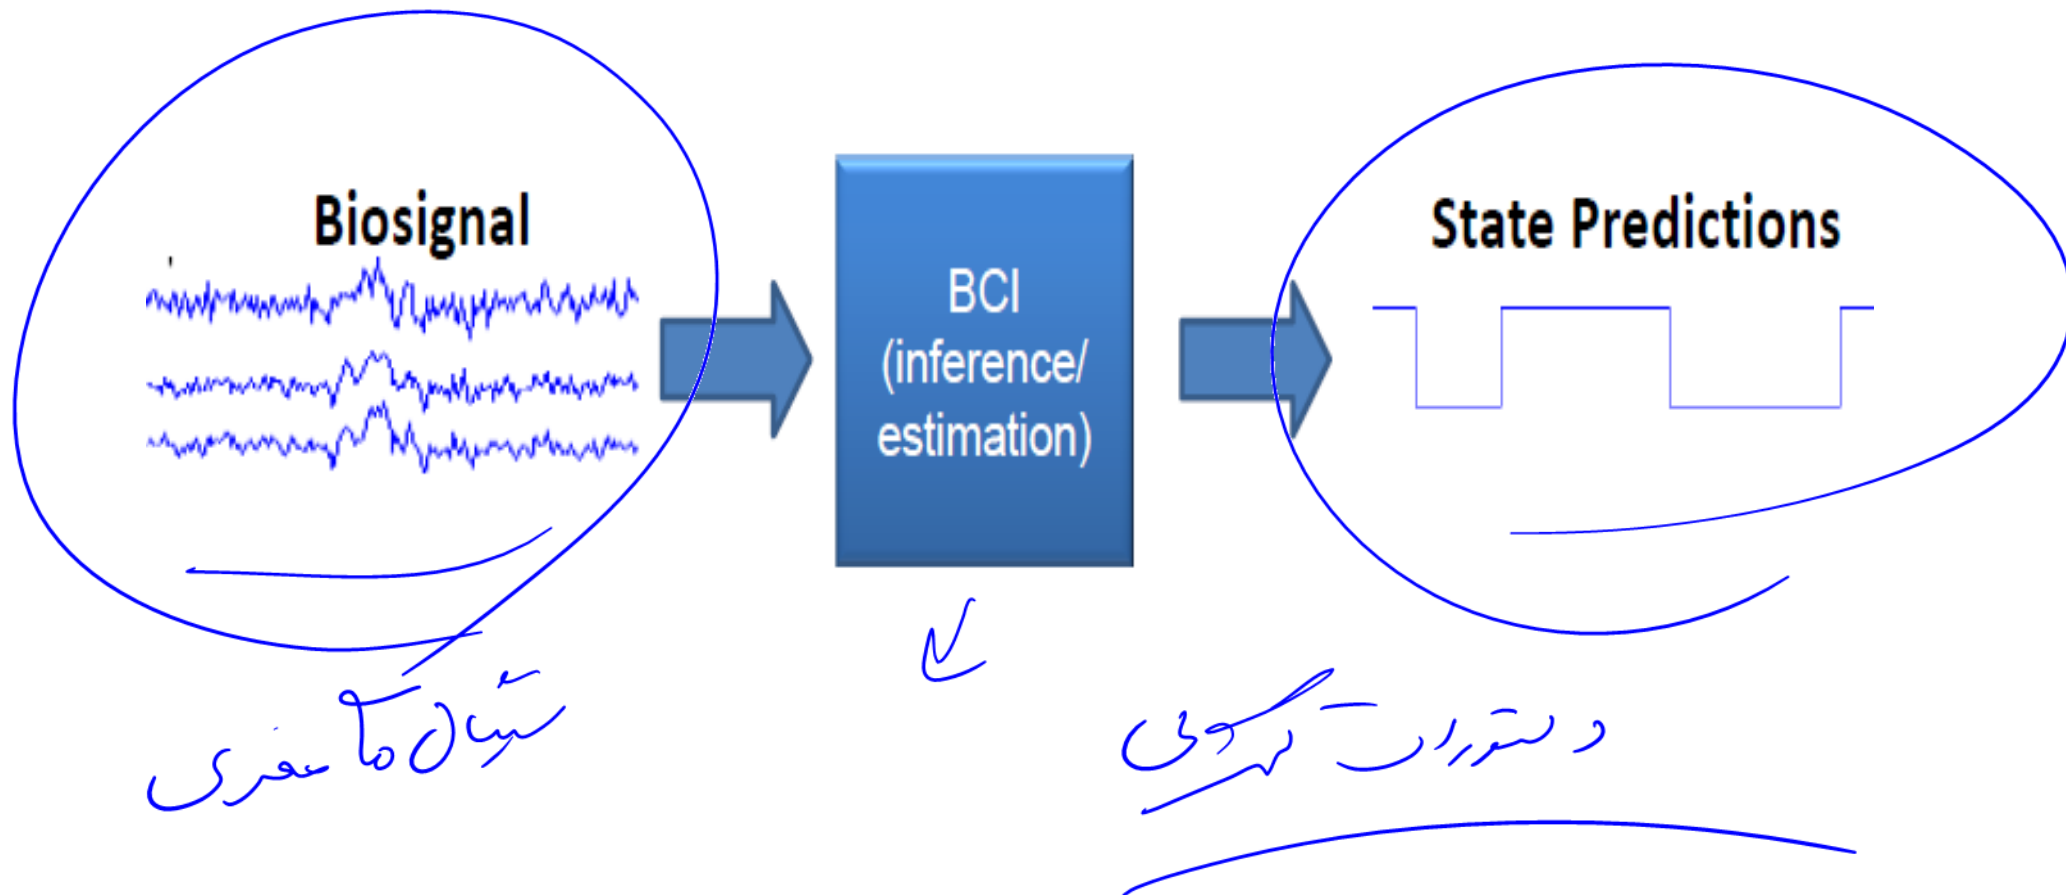 Biosignal
BCI
(inference/
estimation)
State Predictions
سیگنال های مغزی
دستورات کنترلی